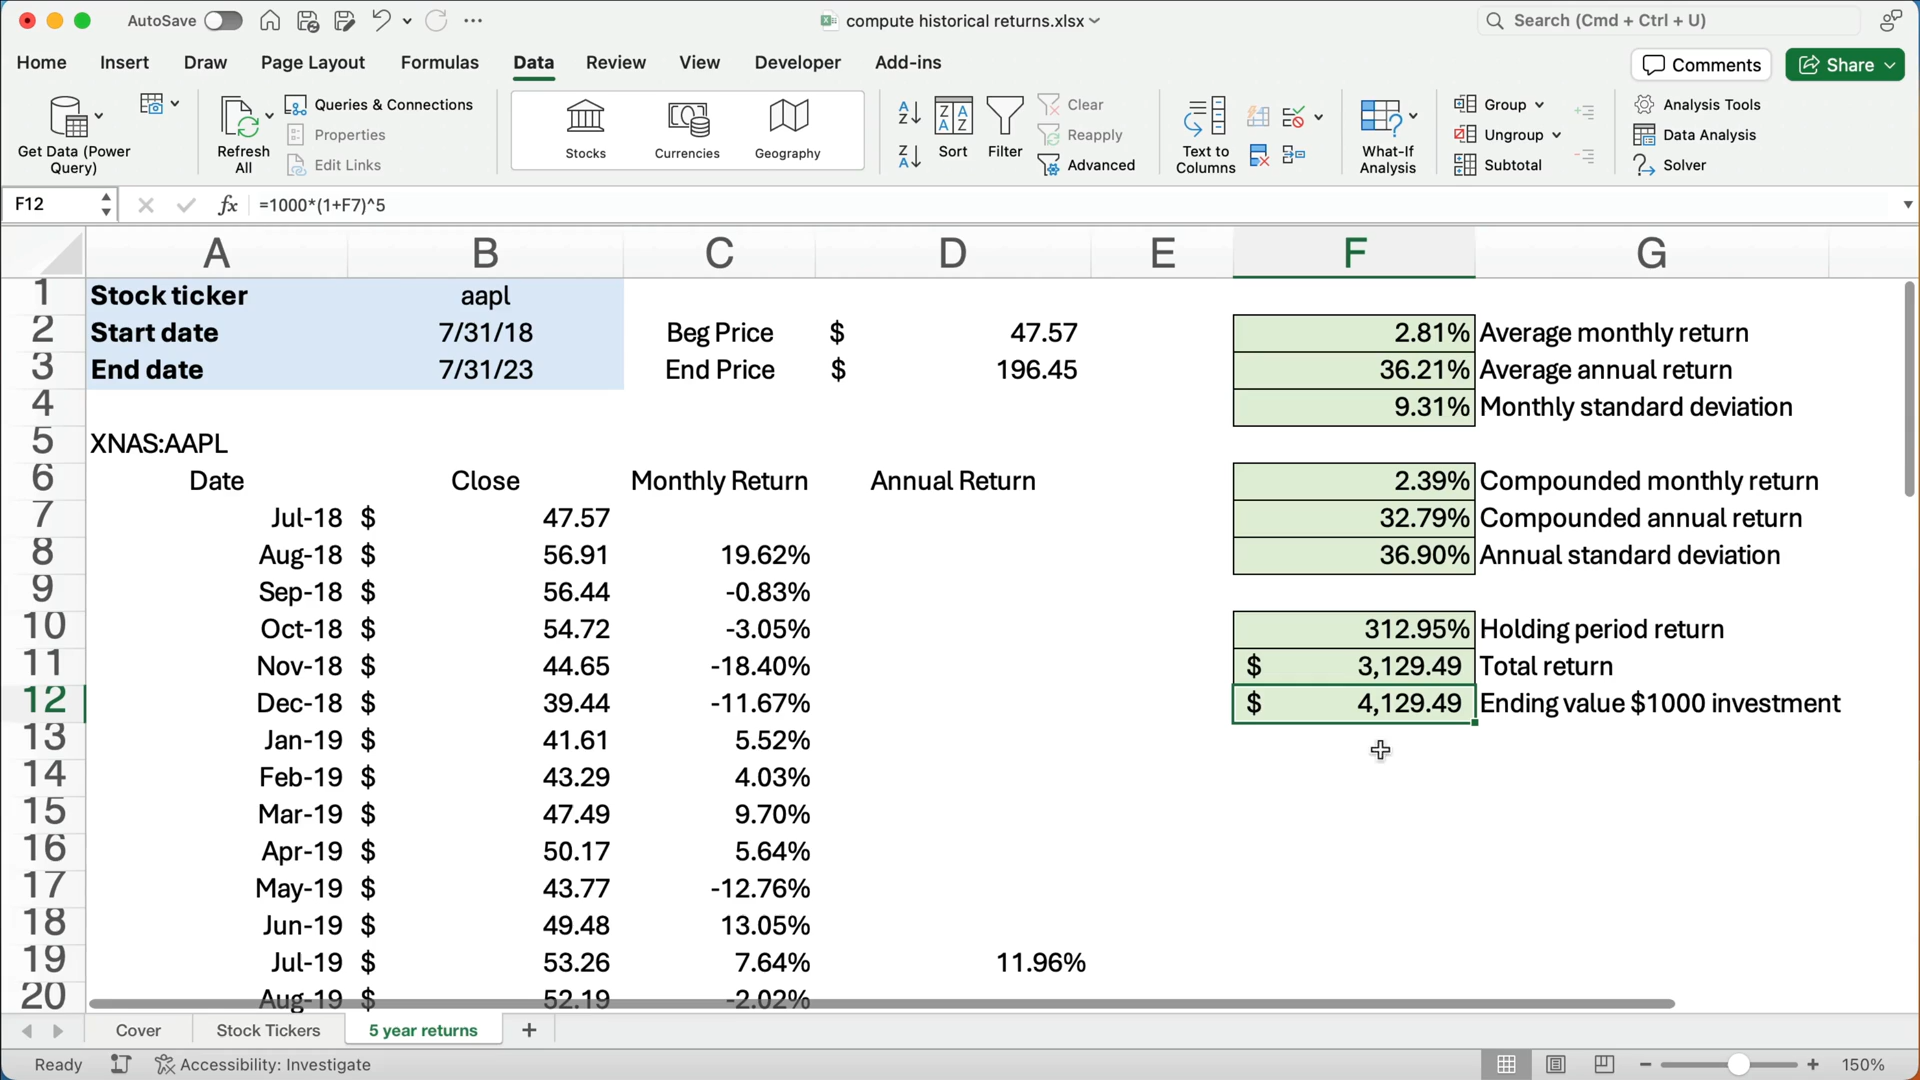 AutoSave
compute historical returns.xlsx
Search (Cmd + Ctrl + U)
Home Insert Draw Page Layout Formulas Data Review View Developer Add-ins
Comments Share
Get Data (Power Query)
Refresh All
Queries & Connections
Properties
Edit Links
Stocks Currencies Geography
Sort Filter
Clear
Reapply
Advanced
Text to Columns
What-If Analysis
Group
Ungroup
Subtotal
Analysis Tools
Data Analysis
Solver
F12 fx =1000*(1+F7)^5
A B C D E F G
1 Stock ticker aapl
2 Start date 7/31/18 Beg Price $ 47.57 2.81% Average monthly return
3 End date 7/31/23 End Price $ 196.45 36.21% Average annual return
4 9.31% Monthly standard deviation
5 XNAS:AAPL
6 Date Close Monthly Return Annual Return 2.39% Compounded monthly return
7 Jul-18 $ 47.57 32.79% Compounded annual return
8 Aug-18 $ 56.91 19.62% 36.90% Annual standard deviation
9 Sep-18 $ 56.44 -0.83%
10 Oct-18 $ 54.72 -3.05% 312.95% Holding period return
11 Nov-18 $ 44.65 -18.40% $ 3,129.49 Total return
12 Dec-18 $ 39.44 -11.67% $ 4,129.49 Ending value $1000 investment
13 Jan-19 $ 41.61 5.52%
14 Feb-19 $ 43.29 4.03%
15 Mar-19 $ 47.49 9.70%
16 Apr-19 $ 50.17 5.64%
17 May-19 $ 43.77 -12.76%
18 Jun-19 $ 49.48 13.05%
19 Jul-19 $ 53.26 7.64% 11.96%
20 Aug-19 $ 52.19 -2.02%
Cover Stock Tickers 5 year returns
Ready Accessibility: Investigate 150%